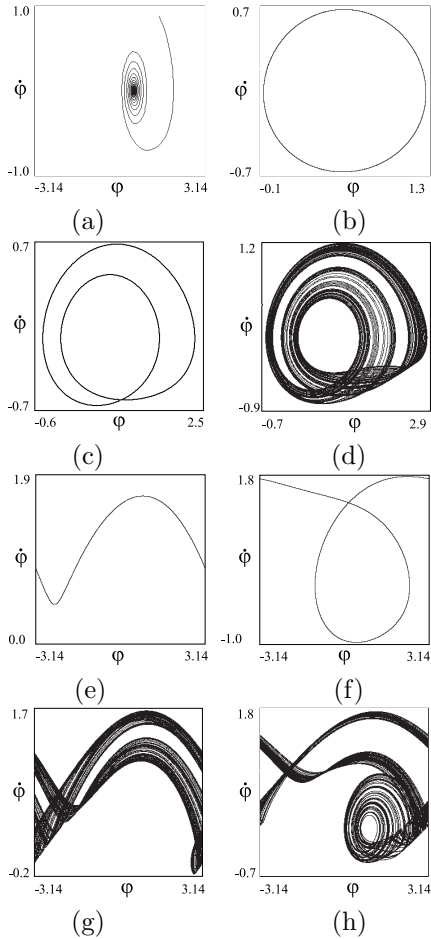 1.0 0.7
φ̇ φ̇
-1.0 -0.7
-3.14 φ 3.14 -0.1 φ 1.3
(a) (b)
0.7 1.2
φ̇ φ̇
-0.7 -0.9
-0.6 φ 2.5 -0.7 φ 2.9
(c) (d)
1.9 1.8
φ̇ φ̇
0.0 -1.0
-3.14 φ 3.14 -3.14 φ 3.14
(e) (f)
1.7 1.8
φ̇ φ̇
-0.2 -0.7
-3.14 φ 3.14 -3.14 φ 3.14
(g) (h)